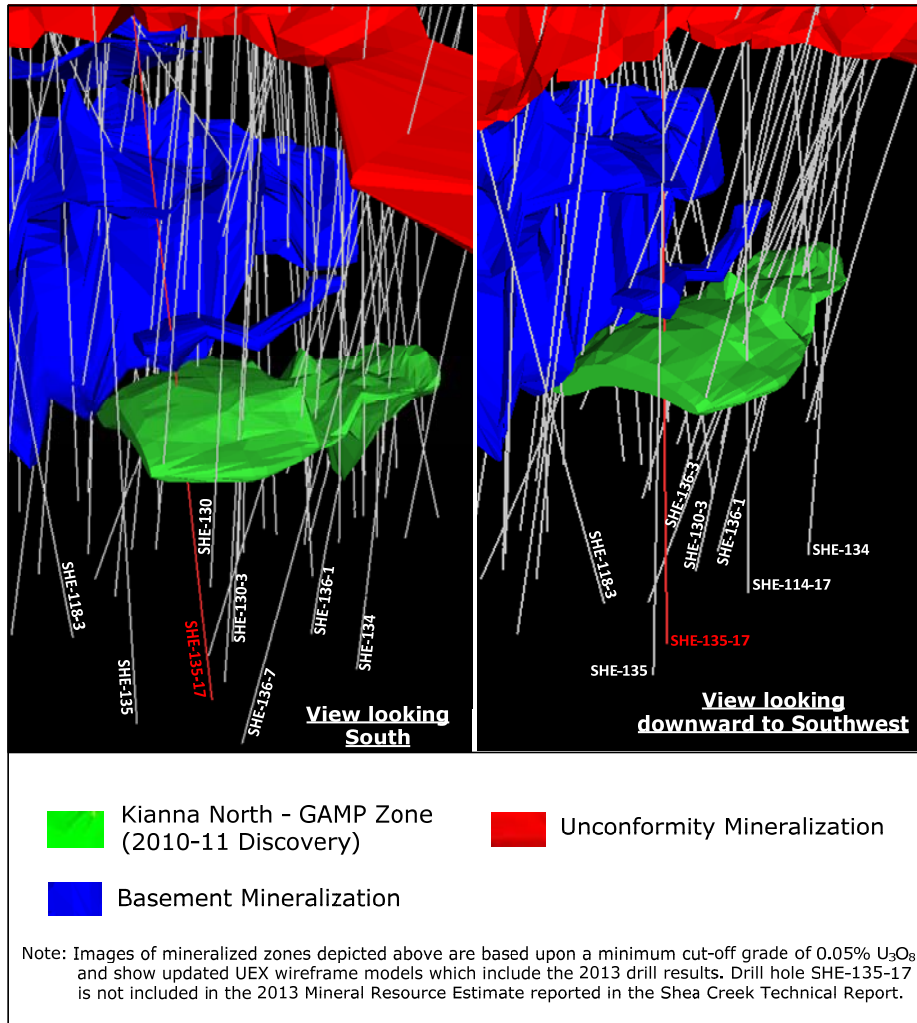 SHE-118-3
SHE-135
SHE-130
SHE-135-17
SHE-130-3
SHE-136-7
SHE-136-1
SHE-134
View looking
South
SHE-118-3
SHE-136-3
SHE-130-3
SHE-136-1
SHE-134
SHE-114-17
SHE-135-17
SHE-135
View looking
downward to Southwest
Kianna North - GAMP Zone
(2010-11 Discovery)
Unconformity Mineralization
Basement Mineralization
Note: Images of mineralized zones depicted above are based upon a minimum cut-off grade of 0.05% U₃O₈
and show updated UEX wireframe models which include the 2013 drill results. Drill hole SHE-135-17
is not included in the 2013 Mineral Resource Estimate reported in the Shea Creek Technical Report.